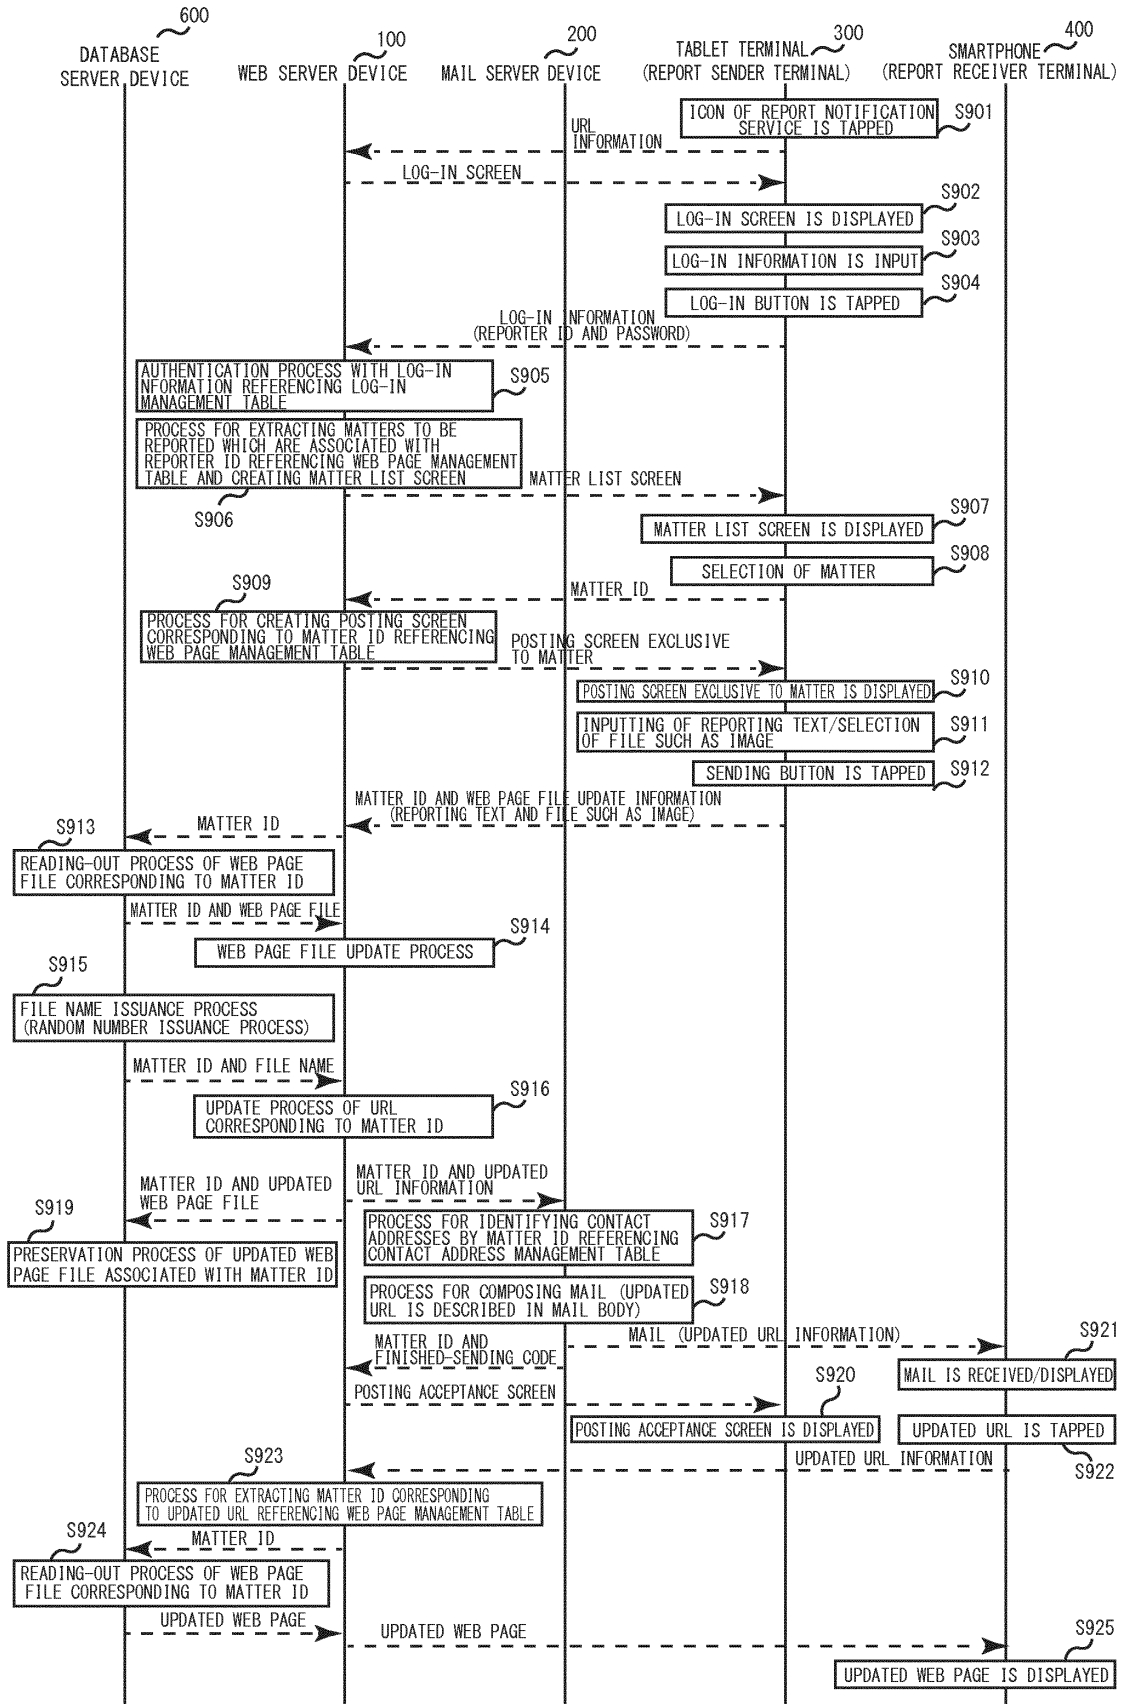 600
DATABASE
SERVER DEVICE
100
WEB SERVER DEVICE
200
MAIL SERVER DEVICE
TABLET TERMINAL
300
(REPORT SENDER TERMINAL)
SMARTPHONE
400
(REPORT RECEIVER TERMINAL)
ICON OF REPORT NOTIFICATION
SERVICE IS TAPPED
S901
URL
INFORMATION
LOG-IN SCREEN
S902
LOG-IN SCREEN IS DISPLAYED
S903
LOG-IN INFORMATION IS INPUT
S904
LOG-IN BUTTON IS TAPPED
LOG-IN INFORMATION
(REPORTER ID AND PASSWORD)
AUTHENTICATION PROCESS WITH LOG-IN
NFORMATION REFERENCING LOG-IN
MANAGEMENT TABLE
S905
PROCESS FOR EXTRACTING MATTERS TO BE
REPORTED WHICH ARE ASSOCIATED WITH
REPORTER ID REFERENCING WEB PAGE MANAGEMENT
TABLE AND CREATING MATTER LIST SCREEN
S906
MATTER LIST SCREEN
S907
MATTER LIST SCREEN IS DISPLAYED
S908
SELECTION OF MATTER
MATTER ID
S909
PROCESS FOR CREATING POSTING SCREEN
CORRESPONDING TO MATTER ID REFERENCING
WEB PAGE MANAGEMENT TABLE
POSTING SCREEN EXCLUSIVE
TO MATTER
S910
POSTING SCREEN EXCLUSIVE TO MATTER IS DISPLAYED
S911
INPUTTING OF REPORTING TEXT/SELECTION
OF FILE SUCH AS IMAGE
S912
SENDING BUTTON IS TAPPED
MATTER ID AND WEB PAGE FILE UPDATE INFORMATION
(REPORTING TEXT AND FILE SUCH AS IMAGE)
S913
MATTER ID
READING-OUT PROCESS OF WEB PAGE
FILE CORRESPONDING TO MATTER ID
MATTER ID AND WEB PAGE FILE
S914
WEB PAGE FILE UPDATE PROCESS
S915
FILE NAME ISSUANCE PROCESS
(RANDOM NUMBER ISSUANCE PROCESS)
MATTER ID AND FILE NAME
S916
UPDATE PROCESS OF URL
CORRESPONDING TO MATTER ID
MATTER ID AND UPDATED
URL INFORMATION
MATTER ID AND UPDATED
WEB PAGE FILE
S919
PRESERVATION PROCESS OF UPDATED WEB
PAGE FILE ASSOCIATED WITH MATTER ID
S917
PROCESS FOR IDENTIFYING CONTACT
ADDRESSES BY MATTER ID REFERENCING
CONTACT ADDRESS MANAGEMENT TABLE
S918
PROCESS FOR COMPOSING MAIL (UPDATED
URL IS DESCRIBED IN MAIL BODY)
MAIL (UPDATED URL INFORMATION)
MATTER ID AND
FINISHED-SENDING CODE
S921
MAIL IS RECEIVED/DISPLAYED
POSTING ACCEPTANCE SCREEN
S920
POSTING ACCEPTANCE SCREEN IS DISPLAYED
UPDATED URL IS TAPPED
S922
UPDATED URL INFORMATION
S923
PROCESS FOR EXTRACTING MATTER ID CORRESPONDING
TO UPDATED URL REFERENCING WEB PAGE MANAGEMENT TABLE
S924
MATTER ID
READING-OUT PROCESS OF WEB PAGE
FILE CORRESPONDING TO MATTER ID
UPDATED WEB PAGE
UPDATED WEB PAGE
S925
UPDATED WEB PAGE IS DISPLAYED